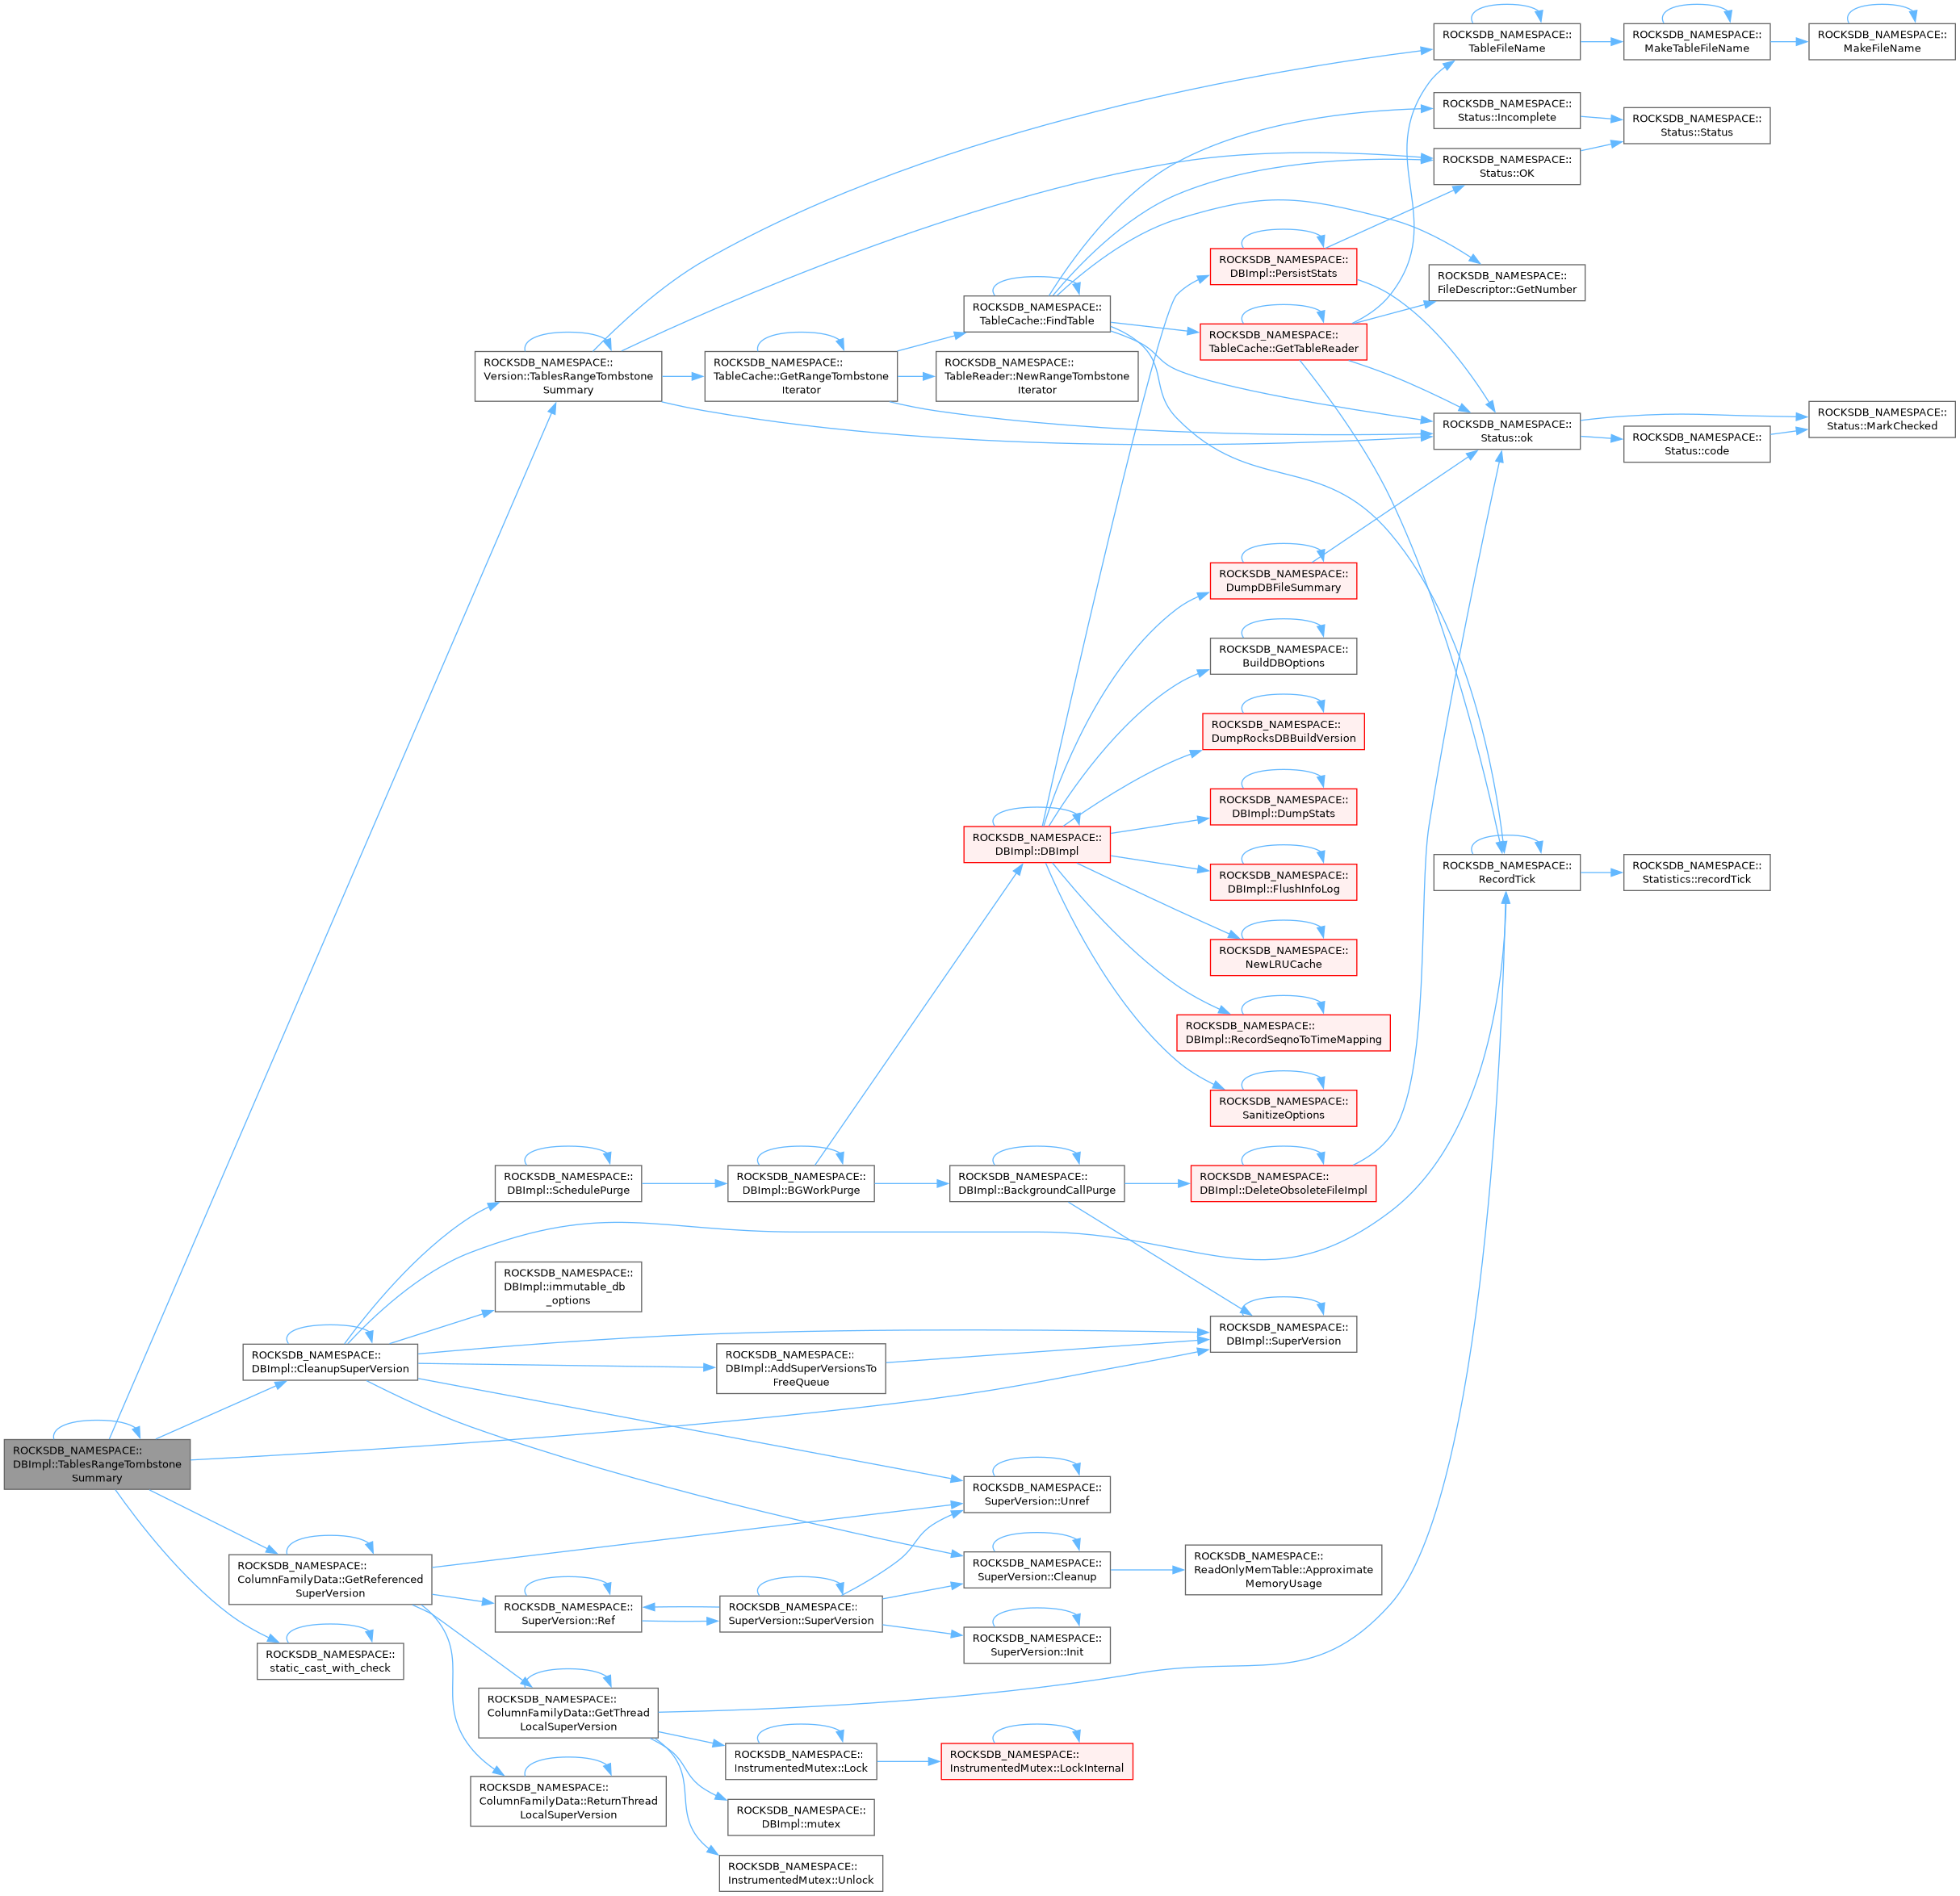 ROCKSDB_NAMESPACE::
TableFileName
ROCKSDB_NAMESPACE::
MakeTableFileName
ROCKSDB_NAMESPACE::
MakeFileName
ROCKSDB_NAMESPACE::
Status::Incomplete
ROCKSDB_NAMESPACE::
Status::Status
ROCKSDB_NAMESPACE::
Status::OK
ROCKSDB_NAMESPACE::
DBImpl::PersistStats
ROCKSDB_NAMESPACE::
FileDescriptor::GetNumber
ROCKSDB_NAMESPACE::
TableCache::FindTable
ROCKSDB_NAMESPACE::
TableCache::GetTableReader
ROCKSDB_NAMESPACE::
Version::TablesRangeTombstone
Summary
ROCKSDB_NAMESPACE::
TableCache::GetRangeTombstone
Iterator
ROCKSDB_NAMESPACE::
TableReader::NewRangeTombstone
Iterator
ROCKSDB_NAMESPACE::
Status::ok
ROCKSDB_NAMESPACE::
Status::MarkChecked
ROCKSDB_NAMESPACE::
Status::code
ROCKSDB_NAMESPACE::
DumpDBFileSummary
ROCKSDB_NAMESPACE::
BuildDBOptions
ROCKSDB_NAMESPACE::
DumpRocksDBBuildVersion
ROCKSDB_NAMESPACE::
DBImpl::DumpStats
ROCKSDB_NAMESPACE::
DBImpl::DBImpl
ROCKSDB_NAMESPACE::
DBImpl::FlushInfoLog
ROCKSDB_NAMESPACE::
RecordTick
ROCKSDB_NAMESPACE::
Statistics::recordTick
ROCKSDB_NAMESPACE::
NewLRUCache
ROCKSDB_NAMESPACE::
DBImpl::RecordSeqnoToTimeMapping
ROCKSDB_NAMESPACE::
SanitizeOptions
ROCKSDB_NAMESPACE::
DBImpl::SchedulePurge
ROCKSDB_NAMESPACE::
DBImpl::BGWorkPurge
ROCKSDB_NAMESPACE::
DBImpl::BackgroundCallPurge
ROCKSDB_NAMESPACE::
DBImpl::DeleteObsoleteFileImpl
ROCKSDB_NAMESPACE::
DBImpl::immutable_db
_options
ROCKSDB_NAMESPACE::
DBImpl::SuperVersion
ROCKSDB_NAMESPACE::
DBImpl::CleanupSuperVersion
ROCKSDB_NAMESPACE::
DBImpl::AddSuperVersionsTo
FreeQueue
ROCKSDB_NAMESPACE::
DBImpl::TablesRangeTombstone
Summary
ROCKSDB_NAMESPACE::
SuperVersion::Unref
ROCKSDB_NAMESPACE::
ColumnFamilyData::GetReferenced
SuperVersion
ROCKSDB_NAMESPACE::
SuperVersion::Cleanup
ROCKSDB_NAMESPACE::
ReadOnlyMemTable::Approximate
MemoryUsage
ROCKSDB_NAMESPACE::
SuperVersion::Ref
ROCKSDB_NAMESPACE::
SuperVersion::SuperVersion
ROCKSDB_NAMESPACE::
SuperVersion::Init
ROCKSDB_NAMESPACE::
static_cast_with_check
ROCKSDB_NAMESPACE::
ColumnFamilyData::GetThread
LocalSuperVersion
ROCKSDB_NAMESPACE::
InstrumentedMutex::Lock
ROCKSDB_NAMESPACE::
InstrumentedMutex::LockInternal
ROCKSDB_NAMESPACE::
ColumnFamilyData::ReturnThread
LocalSuperVersion
ROCKSDB_NAMESPACE::
DBImpl::mutex
ROCKSDB_NAMESPACE::
InstrumentedMutex::Unlock